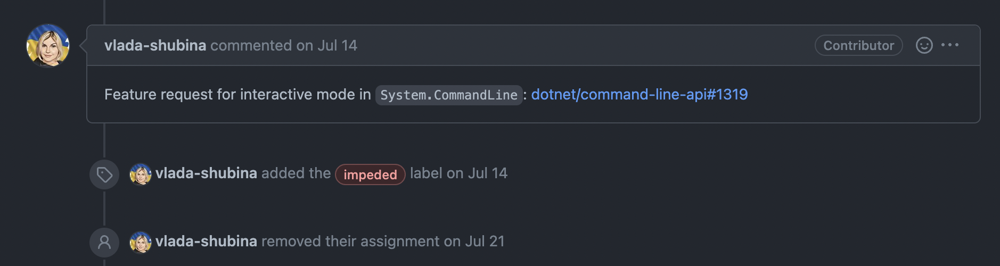 vlada-shubina commented on Jul 14
Contributor
Feature request for interactive mode in System.CommandLine: dotnet/command-line-api#1319
vlada-shubina added the impeded label on Jul 14
vlada-shubina removed their assignment on Jul 21